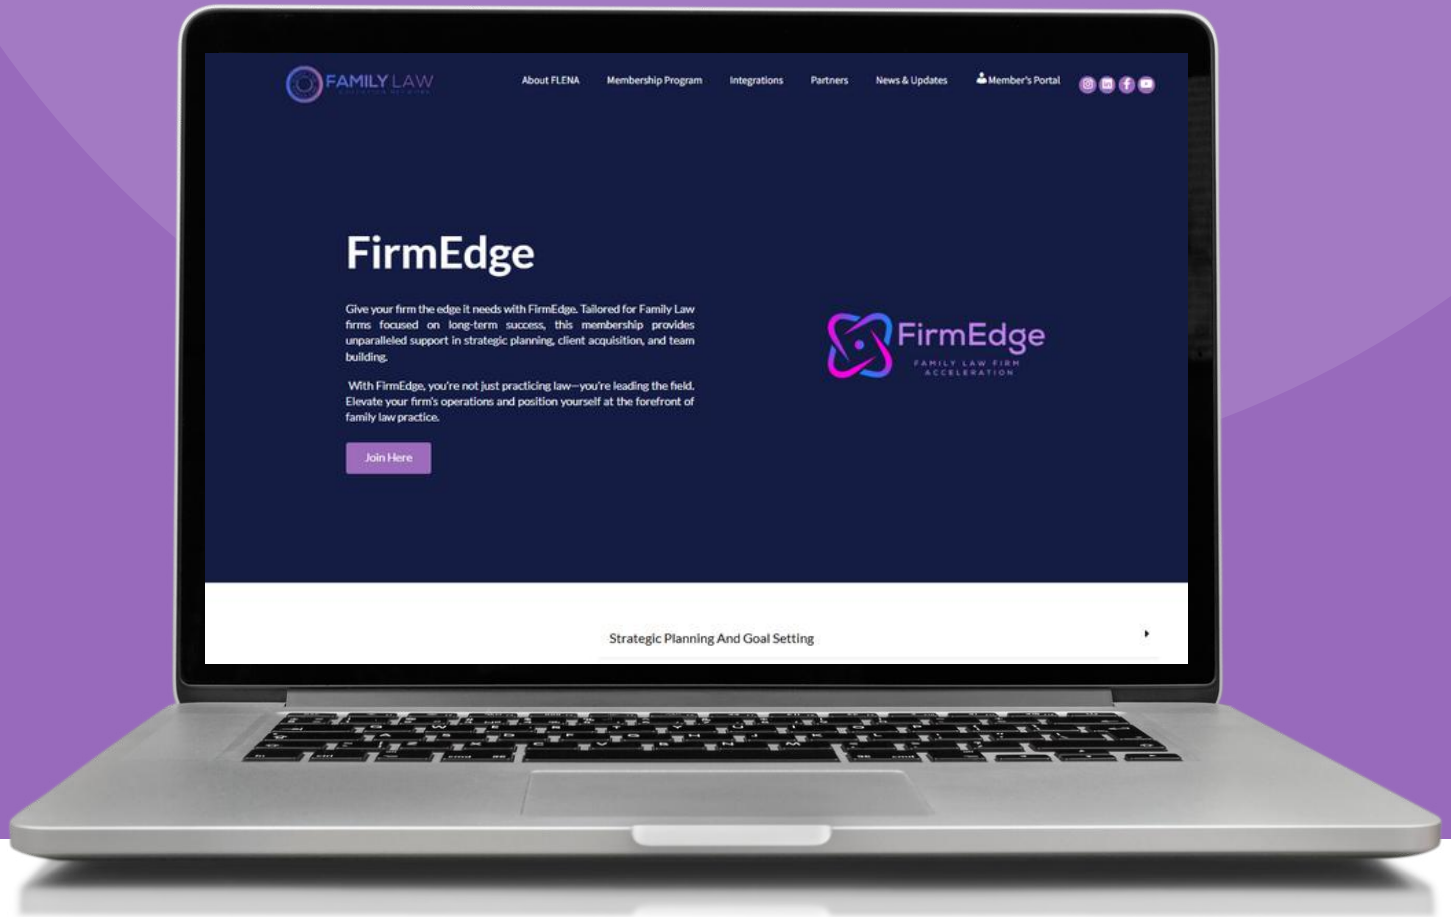 FAMILY LAW
About FLENA
Membership Program
Integrations
Partners
News & Updates
Member's Portal
FirmEdge
Give your firm the edge it needs with FirmEdge. Tailored for Family Law
firms focused on long-term success, this membership provides
unparalleled support in strategic planning, client acquisition, and team
building.
With FirmEdge, you're not just practicing law—you're leading the field.
Elevate your firm's operations and position yourself at the forefront of
family law practice.
Join Here
FirmEdge
FAMILY LAW FIRM
ACCELERATION
Strategic Planning And Goal Setting